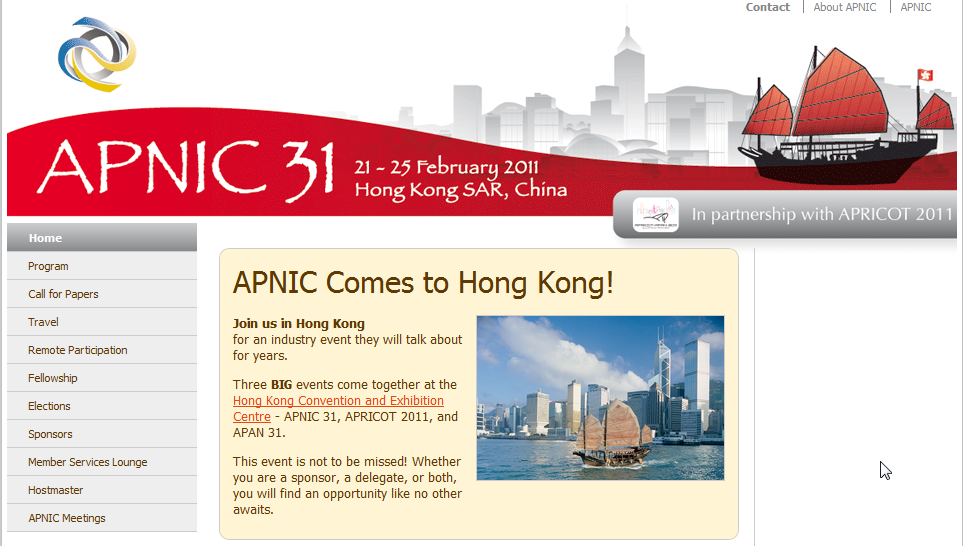 Contact
About APNIC
APNIC
APNIC 31
21 - 25 February 2011
Hong Kong SAR, China
In partnership with APRICOT 2011
Home
Program
Call for Papers
Travel
Remote Participation
Fellowship
Elections
Sponsors
Member Services Lounge
Hostmaster
APNIC Meetings
APNIC Comes to Hong Kong!
Join us in Hong Kong
for an industry event they will talk about
for years.
Three BIG events come together at the
Hong Kong Convention and Exhibition
Centre - APNIC 31, APRICOT 2011, and
APAN 31.
This event is not to be missed! Whether
you are a sponsor, a delegate, or both,
you will find an opportunity like no other
awaits.